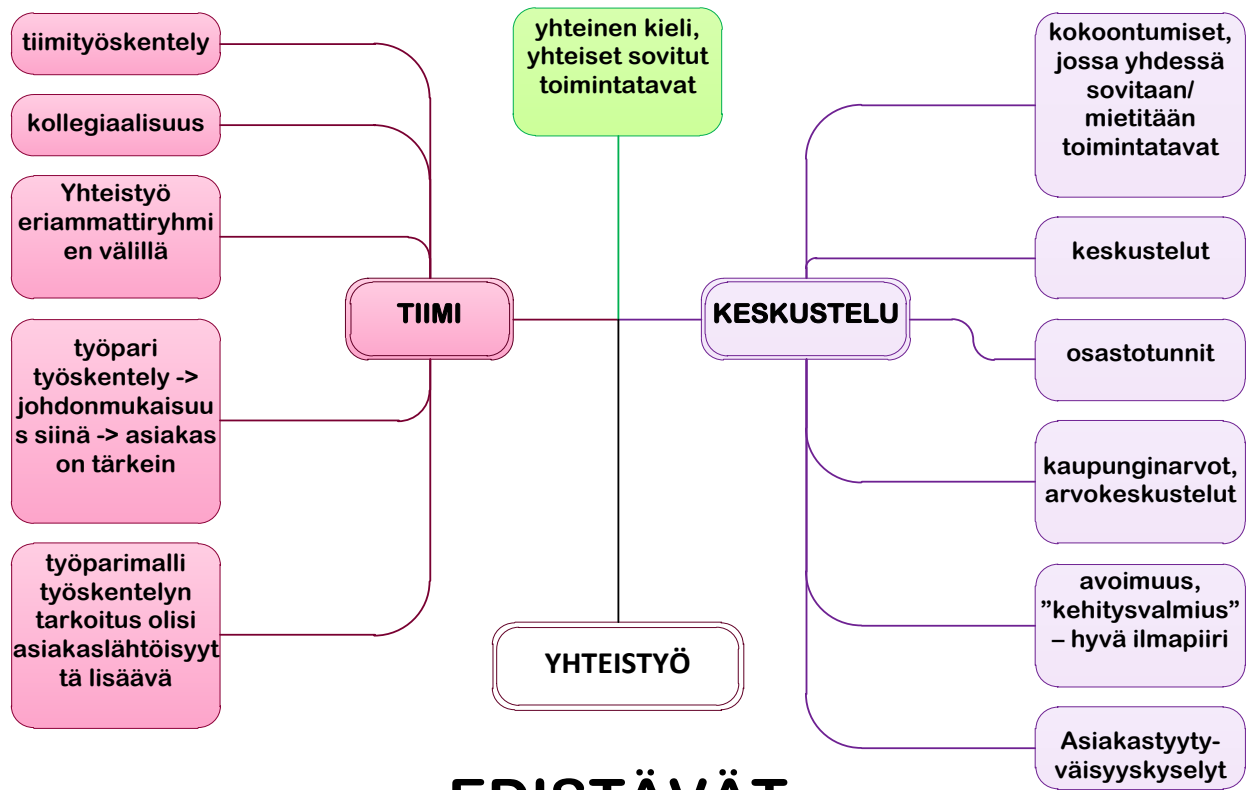 tiimityöskentely
kollegiaalisuus
Yhteistyö
eriammattiryhmi
en välillä
työpari
työskentely ->
johdonmukaisuu
s siinä -> asiakas
on tärkein
työparimalli
työskentelyn
tarkoitus olisi
asiakaslähtöisyyt
tä lisäävä
TIIMI
yhteinen kieli,
yhteiset sovitut
toimintatavat
YHTEISTYÖ
KESKUSTELU
kokoontumiset,
jossa yhdessä
sovitaan/
mietitään
toimintatavat
keskustelut
osastotunnit
kaupunginarvot,
arvokeskustelut
avoimuus,
”kehitysvalmius”
– hyvä ilmapiiri
Asiakastyyty-
väisyyskyselyt
EDISTÄVÄT